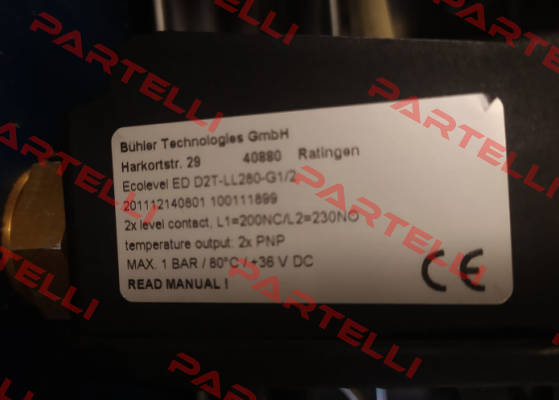 PARTELLI
PARTELLI
PARTELLI
Bühler Technologies GmbH
Harkortstr. 29 40880 Ratingen
Ecolevel ED D2T-LL280-G1/2
201112140801 100111899
2x level contact, L1=200NC/L2=230NO
temperature output: 2x PNP
MAX. 1 BAR / 80°C / +36 V DC
READ MANUAL !
CE
PARTELLI
PARTELLI
PARTELLI